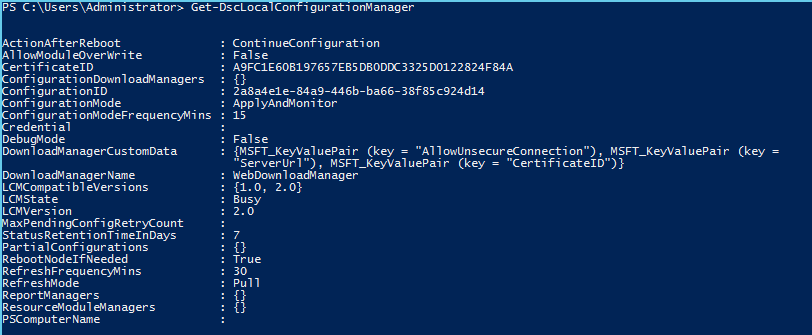 PS C:\Users\Administrator> Get-DscLocalConfigurationManager
ActionAfterReboot : ContinueConfiguration
AllowModuleOverWrite : False
CertificateID : A9FC1E60B197657EB5DB0DDC3325D0122824F84A
ConfigurationDownloadManagers : {}
ConfigurationID : 2a8a4e1e-84a9-446b-ba66-38f85c924d14
ConfigurationMode : ApplyAndMonitor
ConfigurationModeFrequencyMins : 15
Credential :
DebugMode : False
DownloadManagerCustomData : {MSFT_KeyValuePair (key = "AllowUnsecureConnection"), MSFT_KeyValuePair (key =
"ServerUrl"), MSFT_KeyValuePair (key = "CertificateID")}
DownloadManagerName : WebDownloadManager
LCMCompatibleVersions : {1.0, 2.0}
LCMState : Busy
LCMVersion : 2.0
MaxPendingConfigRetryCount :
StatusRetentionTimeInDays : 7
PartialConfigurations : {}
RebootNodeIfNeeded : True
RefreshFrequencyMins : 30
RefreshMode : Pull
ReportManagers : {}
ResourceModuleManagers : {}
PSComputerName :